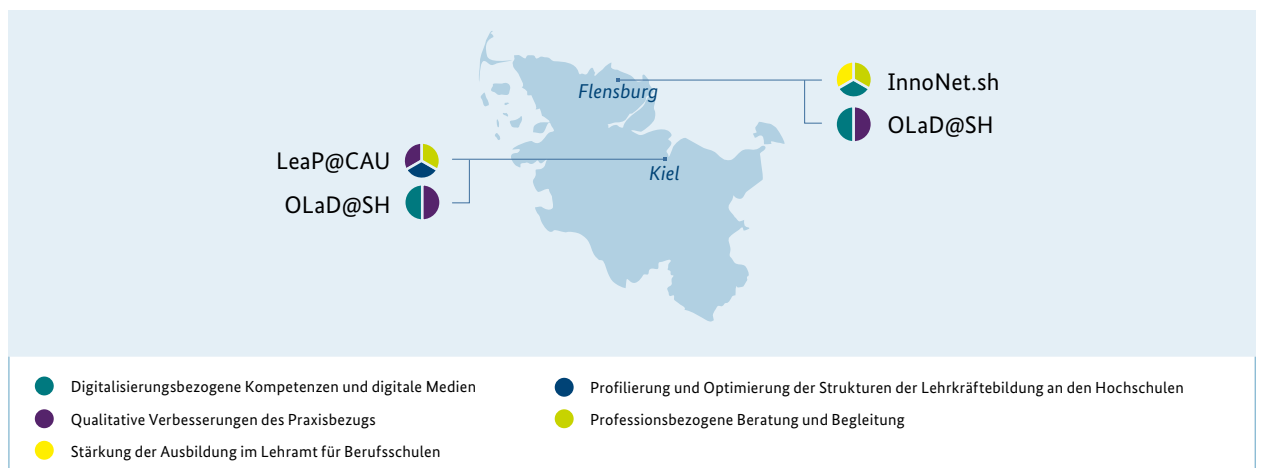 Flensburg
InnoNet.sh
OLaD@SH
LeaP@CAU
Kiel
OLaD@SH
Digitalisierungsbezogene Kompetenzen und digitale Medien
Qualitative Verbesserungen des Praxisbezugs
Stärkung der Ausbildung im Lehramt für Berufsschulen
Profilierung und Optimierung der Strukturen der Lehrkräftebildung an den Hochschulen
Professionsbezogene Beratung und Begleitung